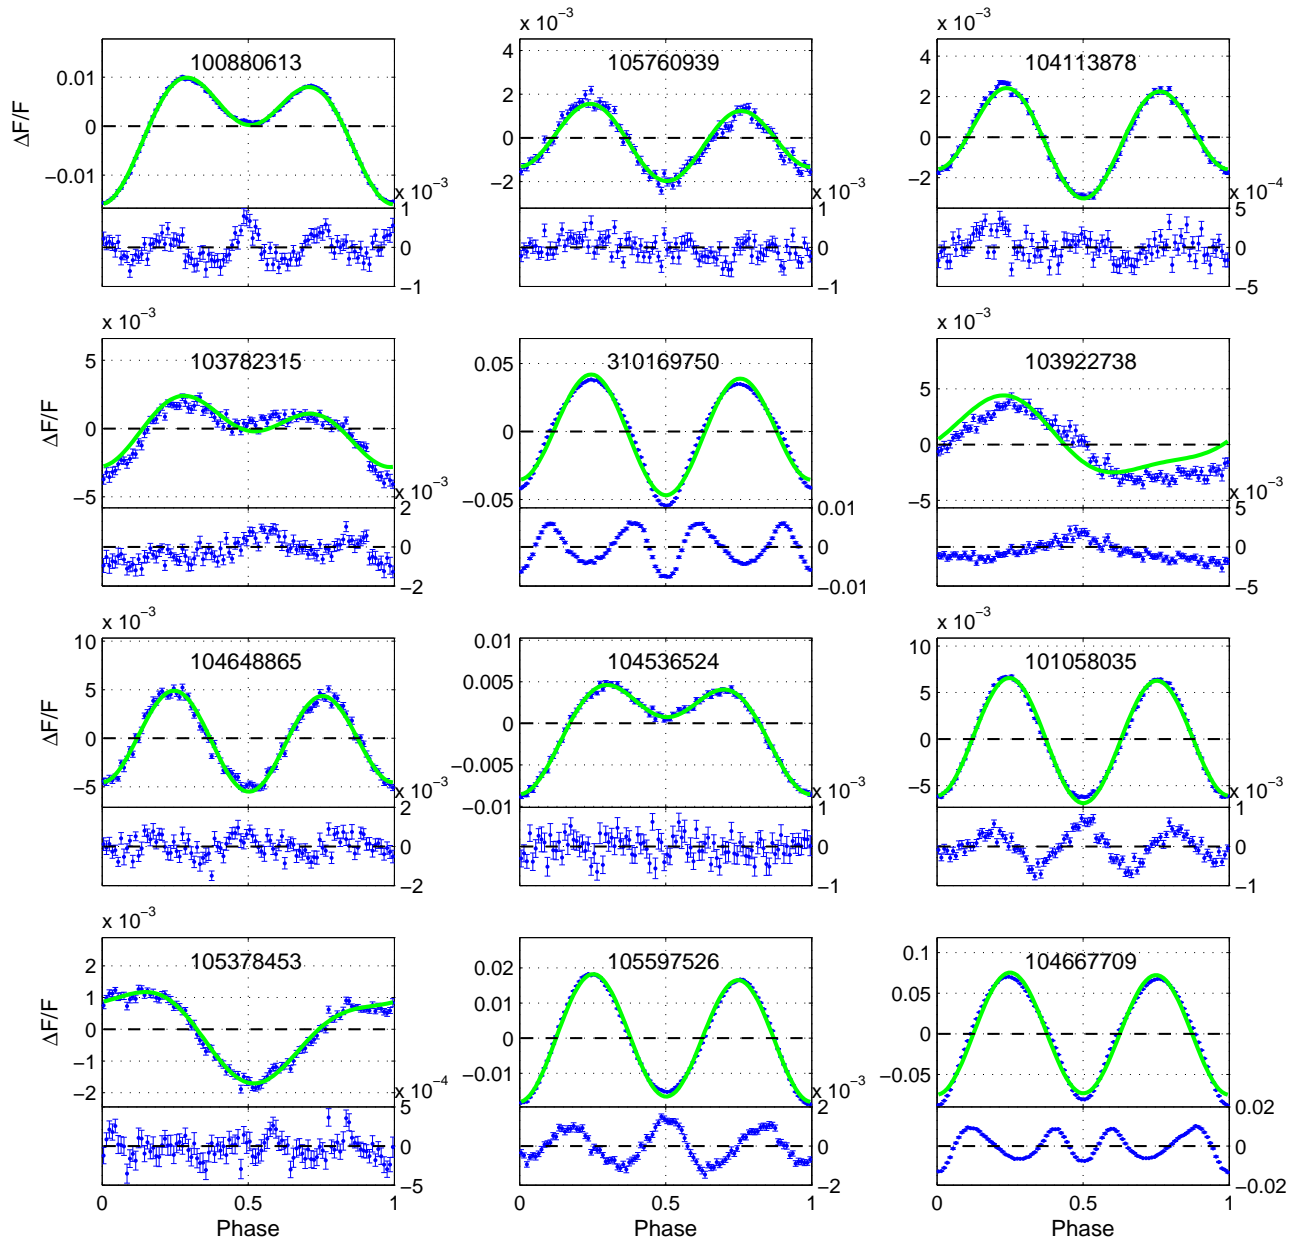 x 10−3 x 10−3
100880613 105760939 104113878
0.01 4 4
ΔF/F 0 2 2
−0.01 0 0
x 10−3 −2 x 10−3 −2 x 10−4
1 1 5
0 0 0
−1 −1 −5
x 10−3 x 10−3
103782315 310169750 103922738
5 0.05 5
ΔF/F 0 0 0
−5 x 10−3 −0.05 −5 x 10−3
2 0.01 5
0 0 0
−2 −0.01 −5
x 10−3 x 10−3
104648865 104536524 101058035
10 0.01 10
5 0.005 5
ΔF/F 0 0 0
−5 x 10−3 −0.005 −5 x 10−3
−0.01
2 1 1
0 0 0
−2 −1 −1
x 10−3
105378453 105597526 104667709
2 0.02 0.1
1 0.01 0.05
ΔF/F 0 0 0
−1 −0.01 −0.05
−2 x 10−4 x 10−3
5 2 0.02
0 0 0
−5 −2 −0.02
0 0.5 1 0 0.5 1 0 0.5 1
Phase Phase Phase